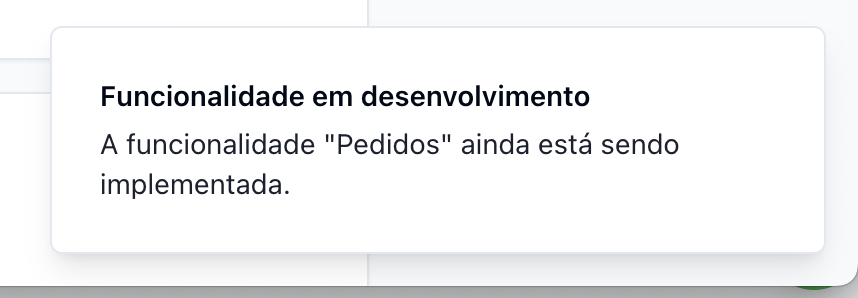 Funcionalidade em desenvolvimento
A funcionalidade "Pedidos" ainda está sendo
implementada.